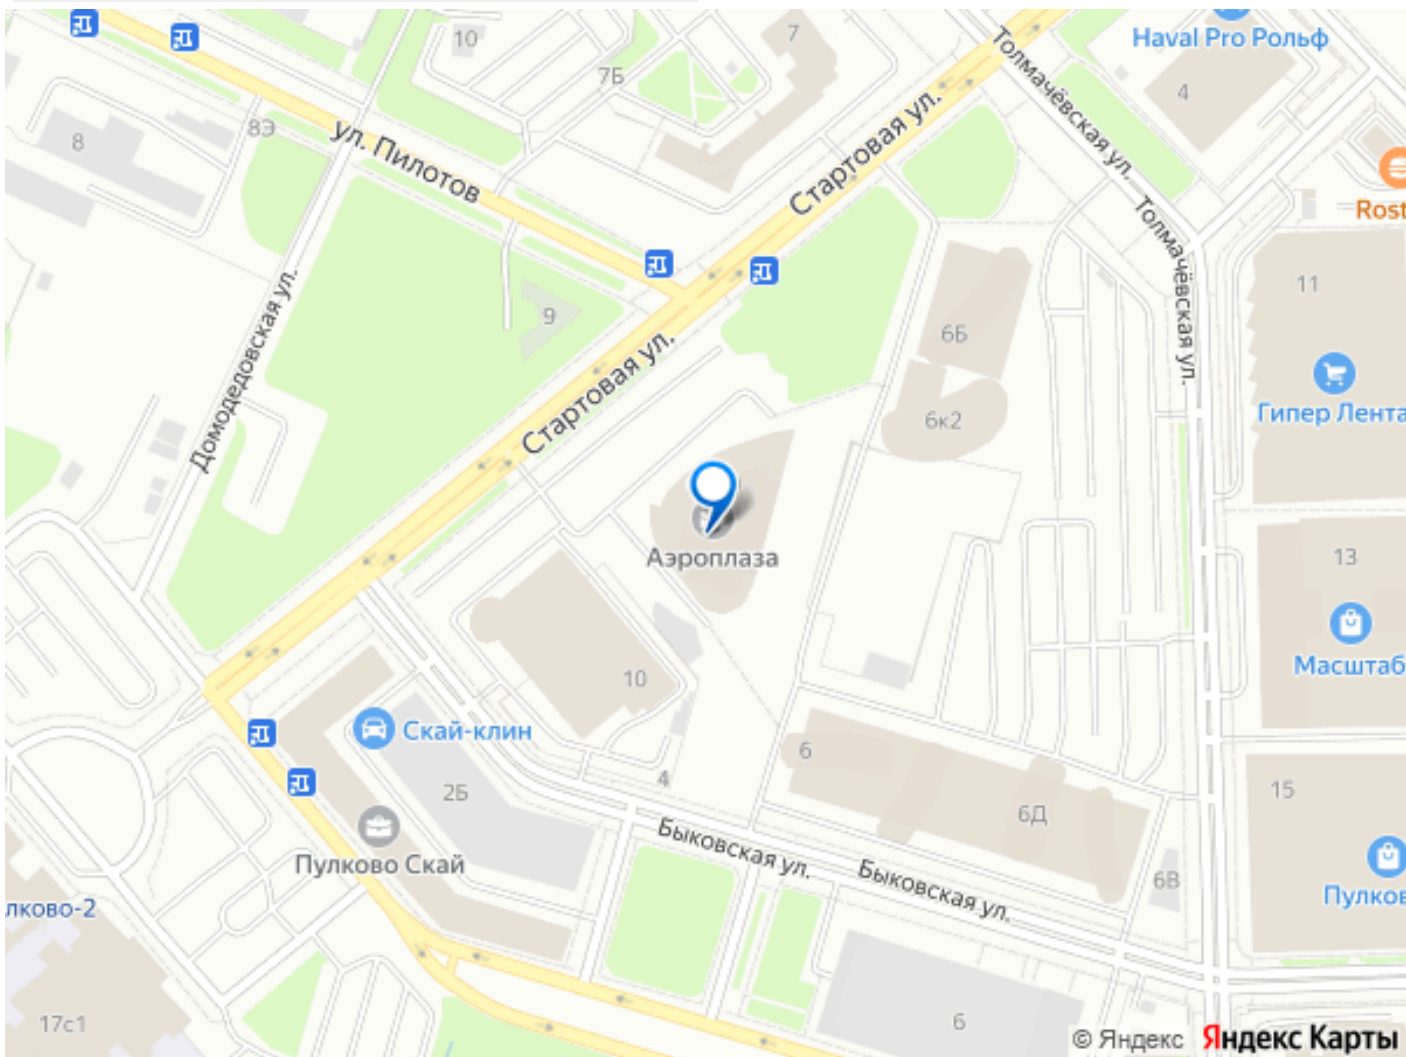 10
7
Haval Pro Рольф
7Б
4
8
8Э
ул. Пилотов
Стартовая ул.
Толмачёвская ул.
Rost
Толмачёвская ул.
Домодедовская ул.
9
11
6Б
Стартовая ул.
Гипер Лента
6к2
Аэроплаза
13
Масштаб
10
Скай-клин
6
4
2Б
15
6Д
Быковская ул.
Пулково Скай
Быковская ул.
6В
Пулков
лково-2
17с1
6
© Яндекс Яндекс Карты